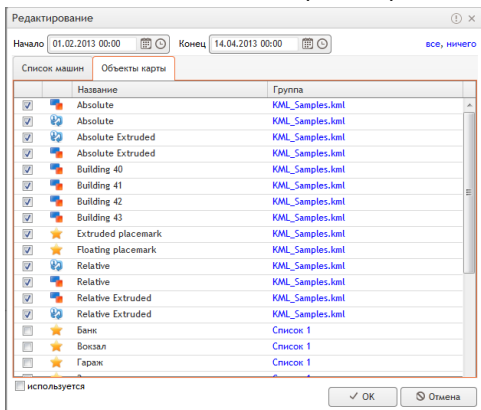 Редактирование
Начало 01.02.2013 00:00 Конец 14.04.2013 00:00 все, ничего
Список машин Объекты карты
Название Группа
Absolute KML_Samples.kml
Absolute KML_Samples.kml
Absolute Extruded KML_Samples.kml
Absolute Extruded KML_Samples.kml
Building 40 KML_Samples.kml
Building 41 KML_Samples.kml
Building 42 KML_Samples.kml
Building 43 KML_Samples.kml
Extruded placemark KML_Samples.kml
Floating placemark KML_Samples.kml
Relative KML_Samples.kml
Relative KML_Samples.kml
Relative Extruded KML_Samples.kml
Relative Extruded KML_Samples.kml
Банк Список 1
Вокзал Список 1
Гараж Список 1
используется
OK Отмена